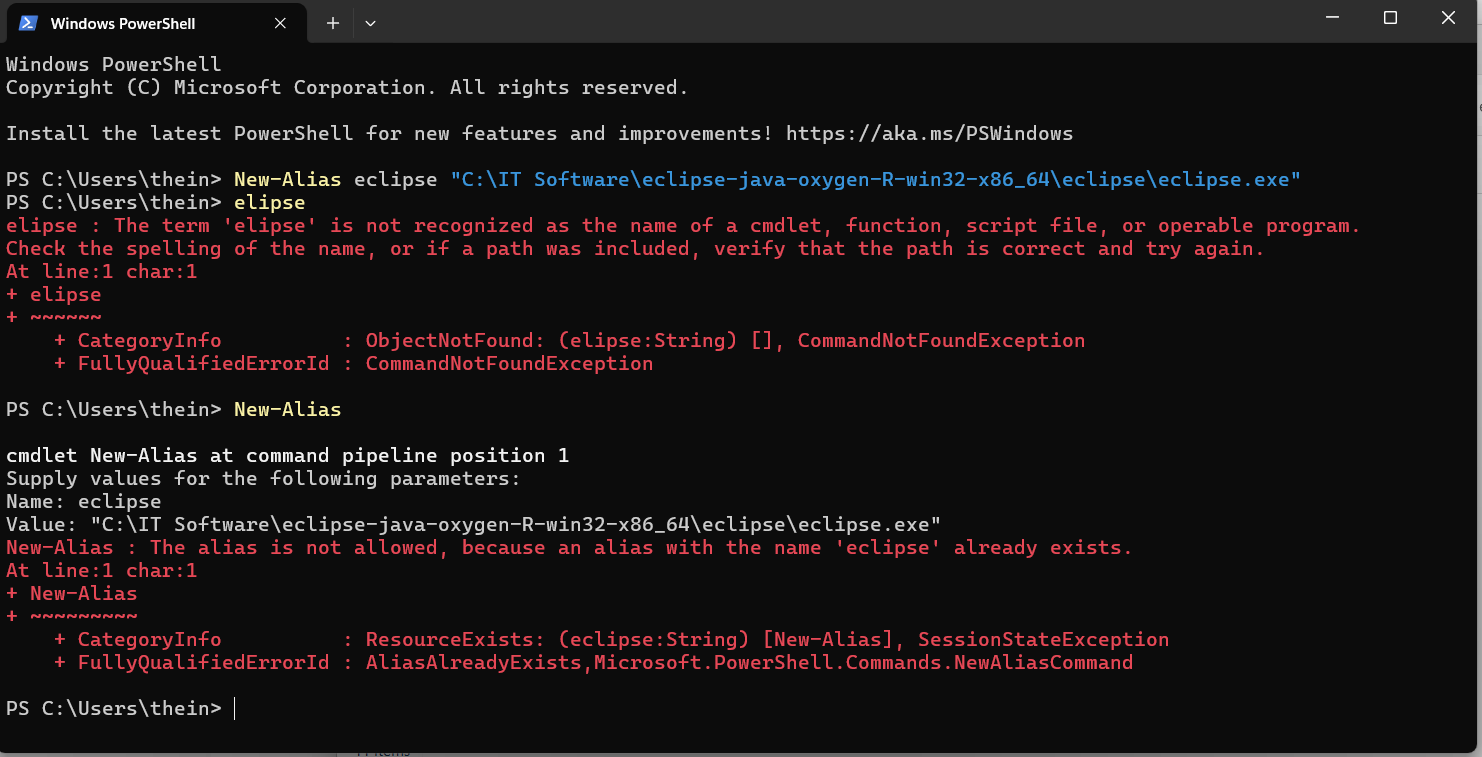 Windows PowerShell
Windows PowerShell
Copyright (C) Microsoft Corporation. All rights reserved.
Install the latest PowerShell for new features and improvements! https://aka.ms/PSWindows
PS C:\Users\thein> New-Alias eclipse "C:\IT Software\eclipse-java-oxygen-R-win32-x86_64\eclipse\eclipse.exe"
PS C:\Users\thein> elipse
elipse : The term 'elipse' is not recognized as the name of a cmdlet, function, script file, or operable program.
Check the spelling of the name, or if a path was included, verify that the path is correct and try again.
At line:1 char:1
+ elipse
+ ~~~~~~
    + CategoryInfo          : ObjectNotFound: (elipse:String) [], CommandNotFoundException
    + FullyQualifiedErrorId : CommandNotFoundException
PS C:\Users\thein> New-Alias
cmdlet New-Alias at command pipeline position 1
Supply values for the following parameters:
Name: eclipse
Value: "C:\IT Software\eclipse-java-oxygen-R-win32-x86_64\eclipse\eclipse.exe"
New-Alias : The alias is not allowed, because an alias with the name 'eclipse' already exists.
At line:1 char:1
+ New-Alias
+ ~~~~~~~~~
    + CategoryInfo          : ResourceExists: (eclipse:String) [New-Alias], SessionStateException
    + FullyQualifiedErrorId : AliasAlreadyExists,Microsoft.PowerShell.Commands.NewAliasCommand
PS C:\Users\thein>